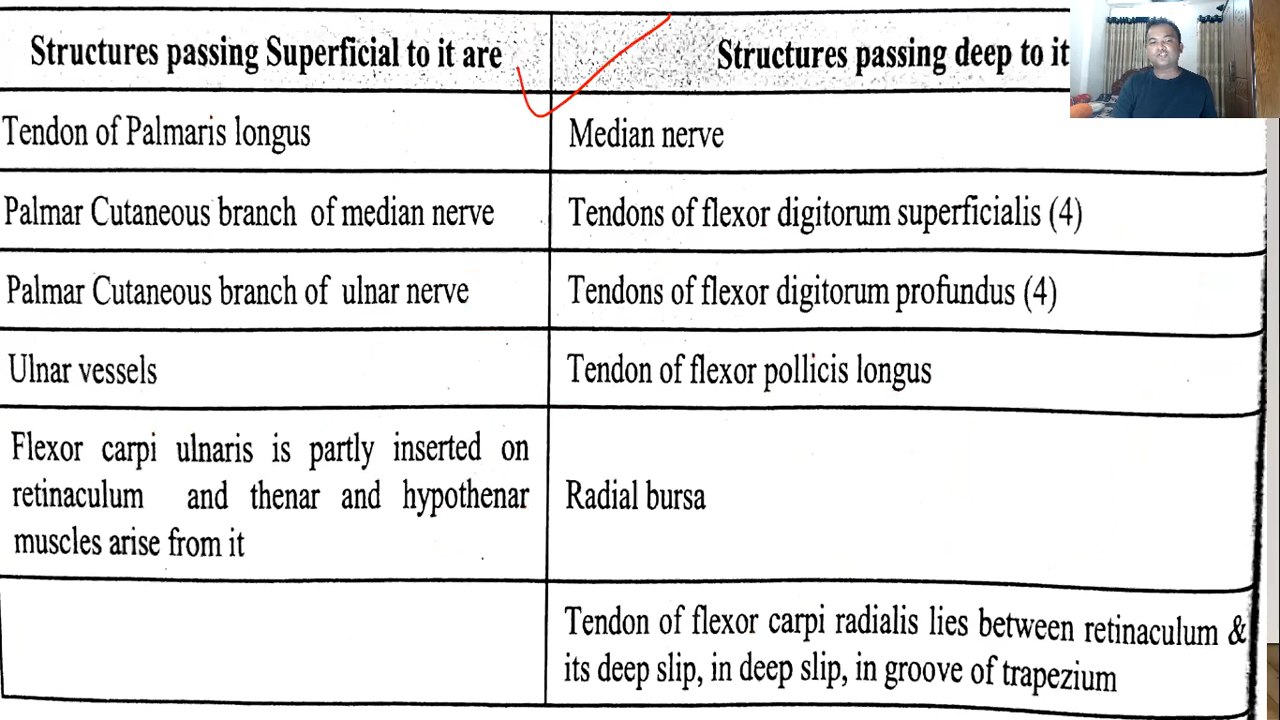 Structures passing Superficial to it are
Structures passing deep to it
Tendon of Palmaris longus
Median nerve
Palmar Cutaneous branch of median nerve
Tendons of flexor digitorum superficialis (4)
Palmar Cutaneous branch of ulnar nerve
Tendons of flexor digitorum profundus (4)
Ulnar vessels
Tendon of flexor pollicis longus
Flexor carpi ulnaris is partly inserted on
retinaculum and thenar and hypothenar
muscles arise from it
Radial bursa
Tendon of flexor carpi radialis lies between retinaculum &
its deep slip, in deep slip, in groove of trapezium